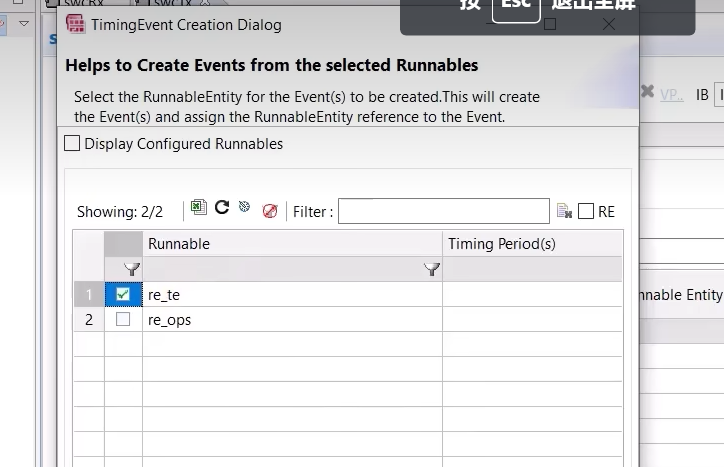 按 Esc 退出全屏
TimingEvent Creation Dialog
Helps to Create Events from the selected Runnables
Select the RunnableEntity for the Event(s) to be created.This will create
the Event(s) and assign the RunnableEntity reference to the Event.
VP.. IB
Display Configured Runnables
Showing: 2/2 Filter : RE
Runnable Timing Period(s)
1 re_te
nnable Entity
2 re_ops